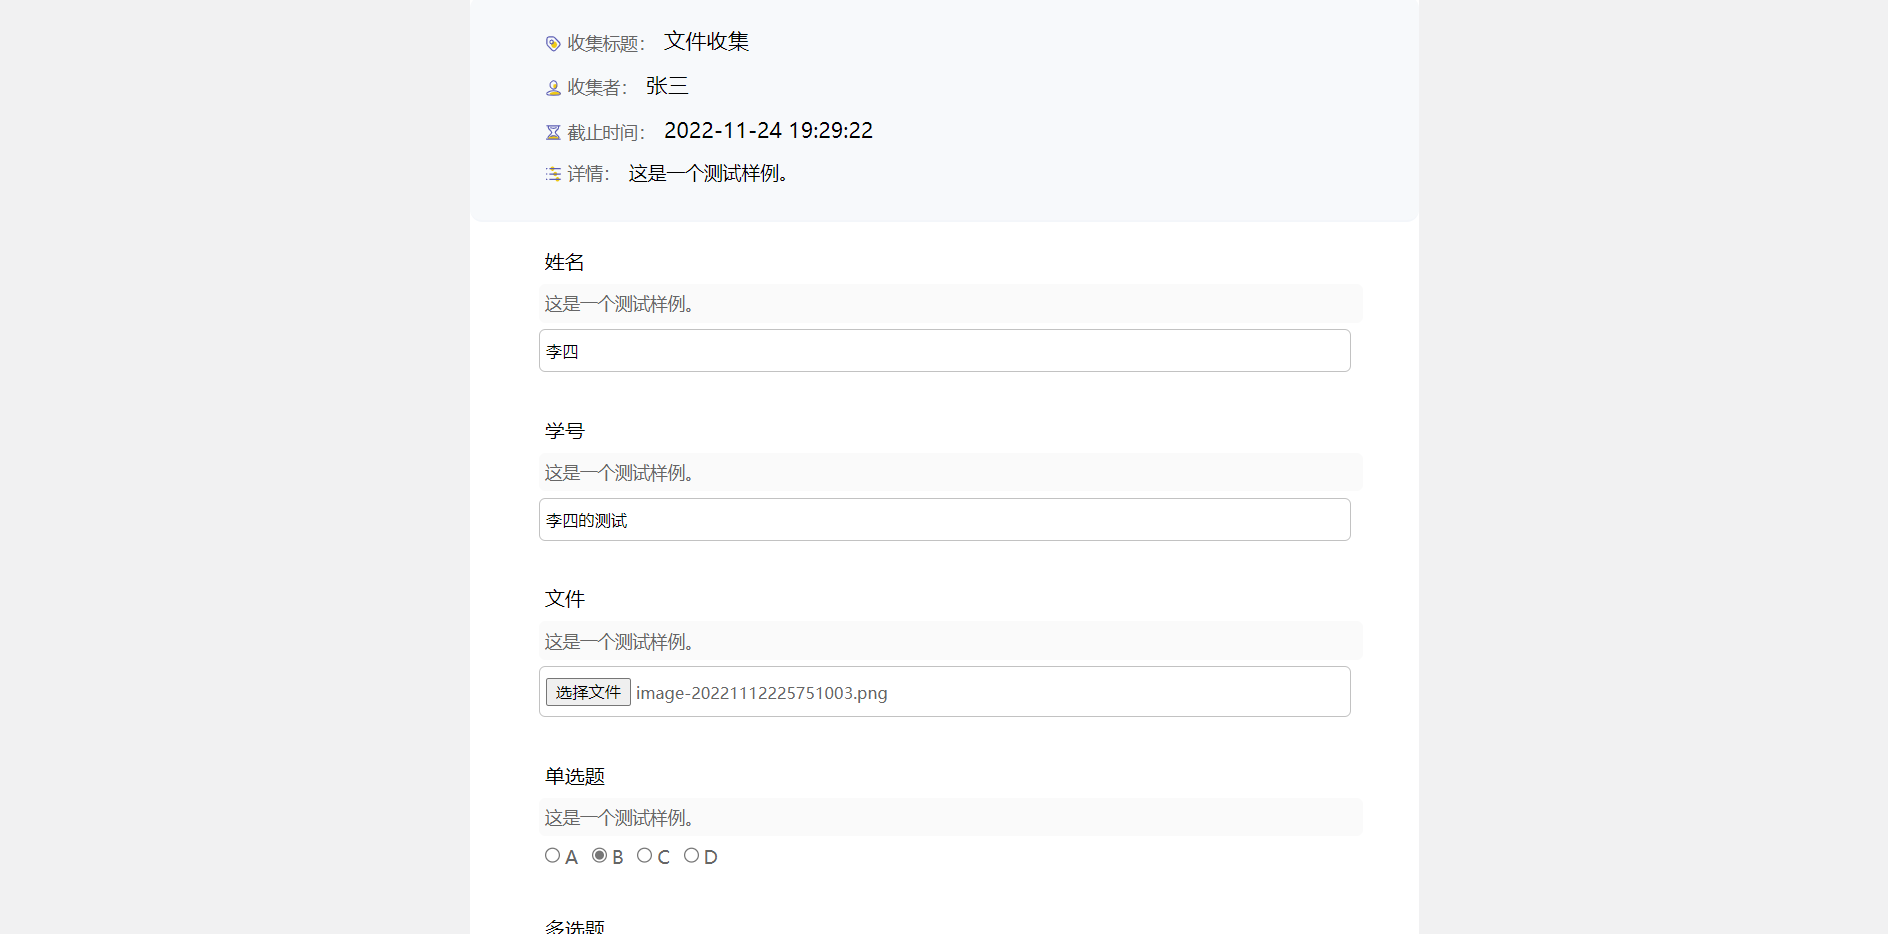 收集标题： 文件收集
收集者： 张三
截止时间： 2022-11-24 19:29:22
详情： 这是一个测试样例。
姓名
这是一个测试样例。
李四
学号
这是一个测试样例。
李四的测试
文件
这是一个测试样例。
选择文件 image-20221112225751003.png
单选题
这是一个测试样例。
A B C D
多选题